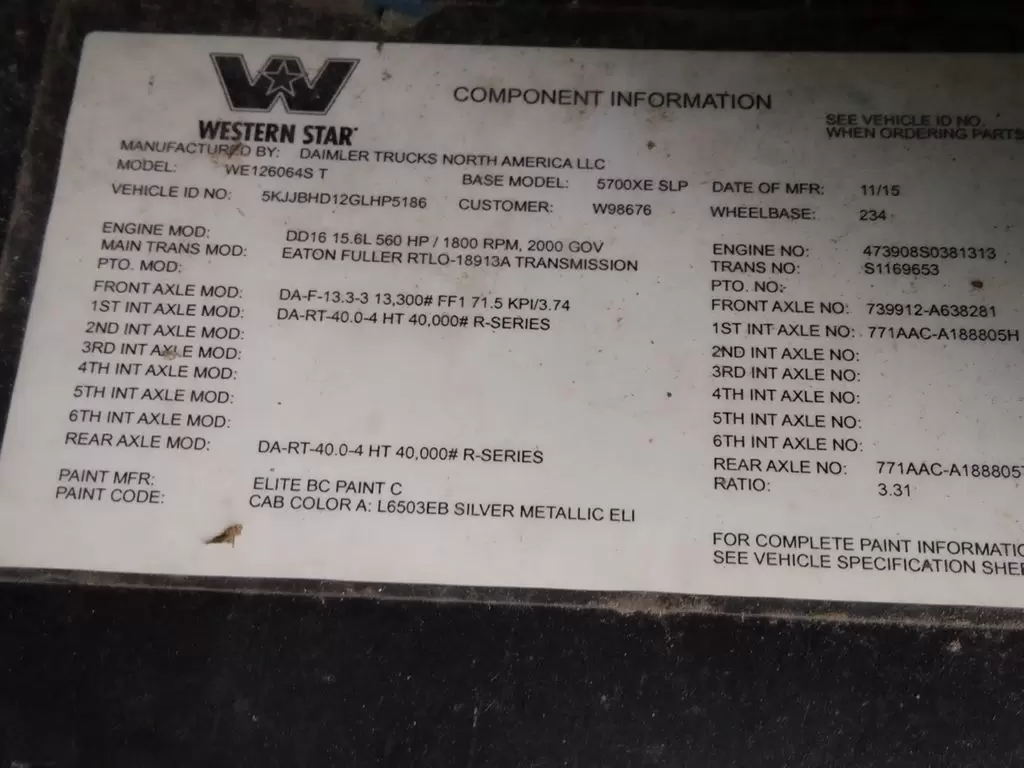 WESTERN STAR
COMPONENT INFORMATION
SEE VEHICLE ID NO.
WHEN ORDERING PARTS
MANUFACTURED BY: DAIMLER TRUCKS NORTH AMERICA LLC
MODEL: WE126064S T BASE MODEL: 5700XE SLP DATE OF MFR: 11/15
VEHICLE ID NO: 5KJJBHD12GLHP5186 CUSTOMER: W98676 WHEELBASE: 234
ENGINE MOD: DD16 15.6L 560 HP / 1800 RPM, 2000 GOV ENGINE NO: 473908S0381313
MAIN TRANS MOD: EATON FULLER RTLO-18913A TRANSMISSION TRANS NO: S1169653
PTO. MOD: PTO. NO:
FRONT AXLE MOD: DA-F-13.3-3 13,300# FF1 71.5 KPI/3.74 FRONT AXLE NO: 739912-A638281
1ST INT AXLE MOD: DA-RT-40.0-4 HT 40,000# R-SERIES 1ST INT AXLE NO: 771AAC-A188805H
2ND INT AXLE MOD: 2ND INT AXLE NO:
3RD INT AXLE MOD: 3RD INT AXLE NO:
4TH INT AXLE MOD: 4TH INT AXLE NO:
5TH INT AXLE MOD: 5TH INT AXLE NO:
6TH INT AXLE MOD: 6TH INT AXLE NO:
REAR AXLE MOD: DA-RT-40.0-4 HT 40,000# R-SERIES REAR AXLE NO: 771AAC-A188805
RATIO: 3.31
PAINT MFR: ELITE BC PAINT C
PAINT CODE: CAB COLOR A: L6503EB SILVER METALLIC ELI
FOR COMPLETE PAINT INFORMATIO
SEE VEHICLE SPECIFICATION SHEE